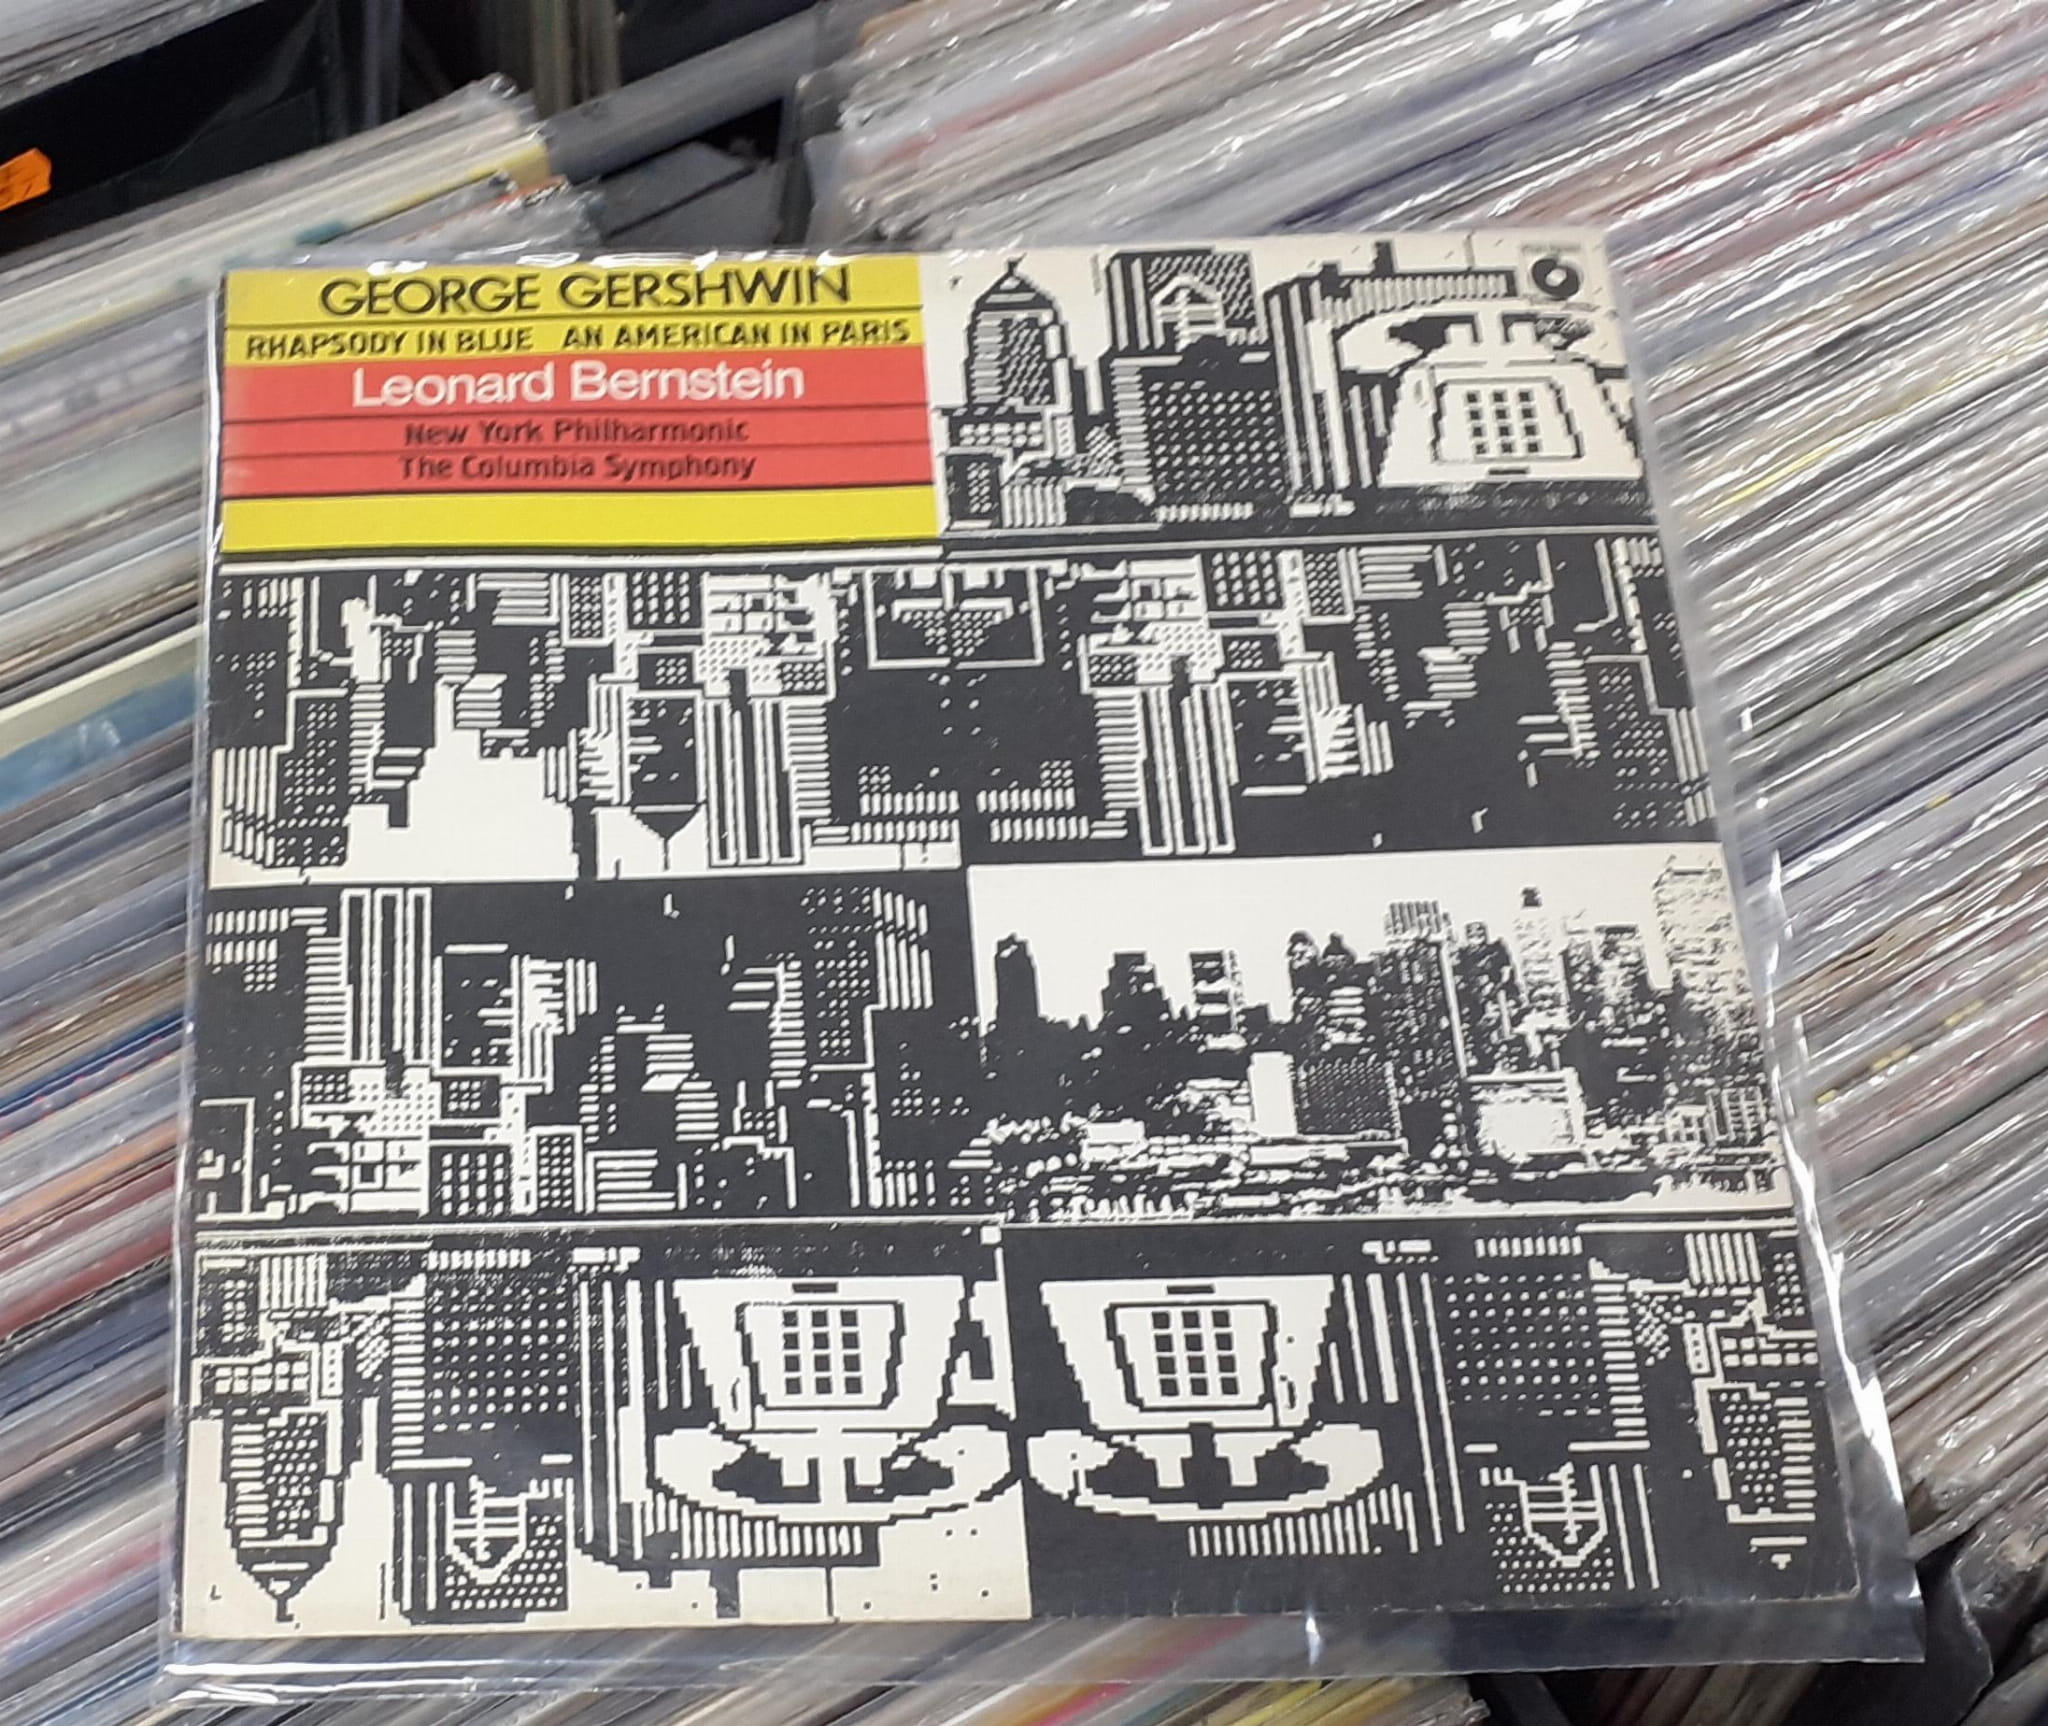 GEORGE GERSHWIN
RHAPSODY IN BLUE AN AMERICAN IN PARIS
Leonard Bernstein
New York Philharmonic
The Columbia Symphony